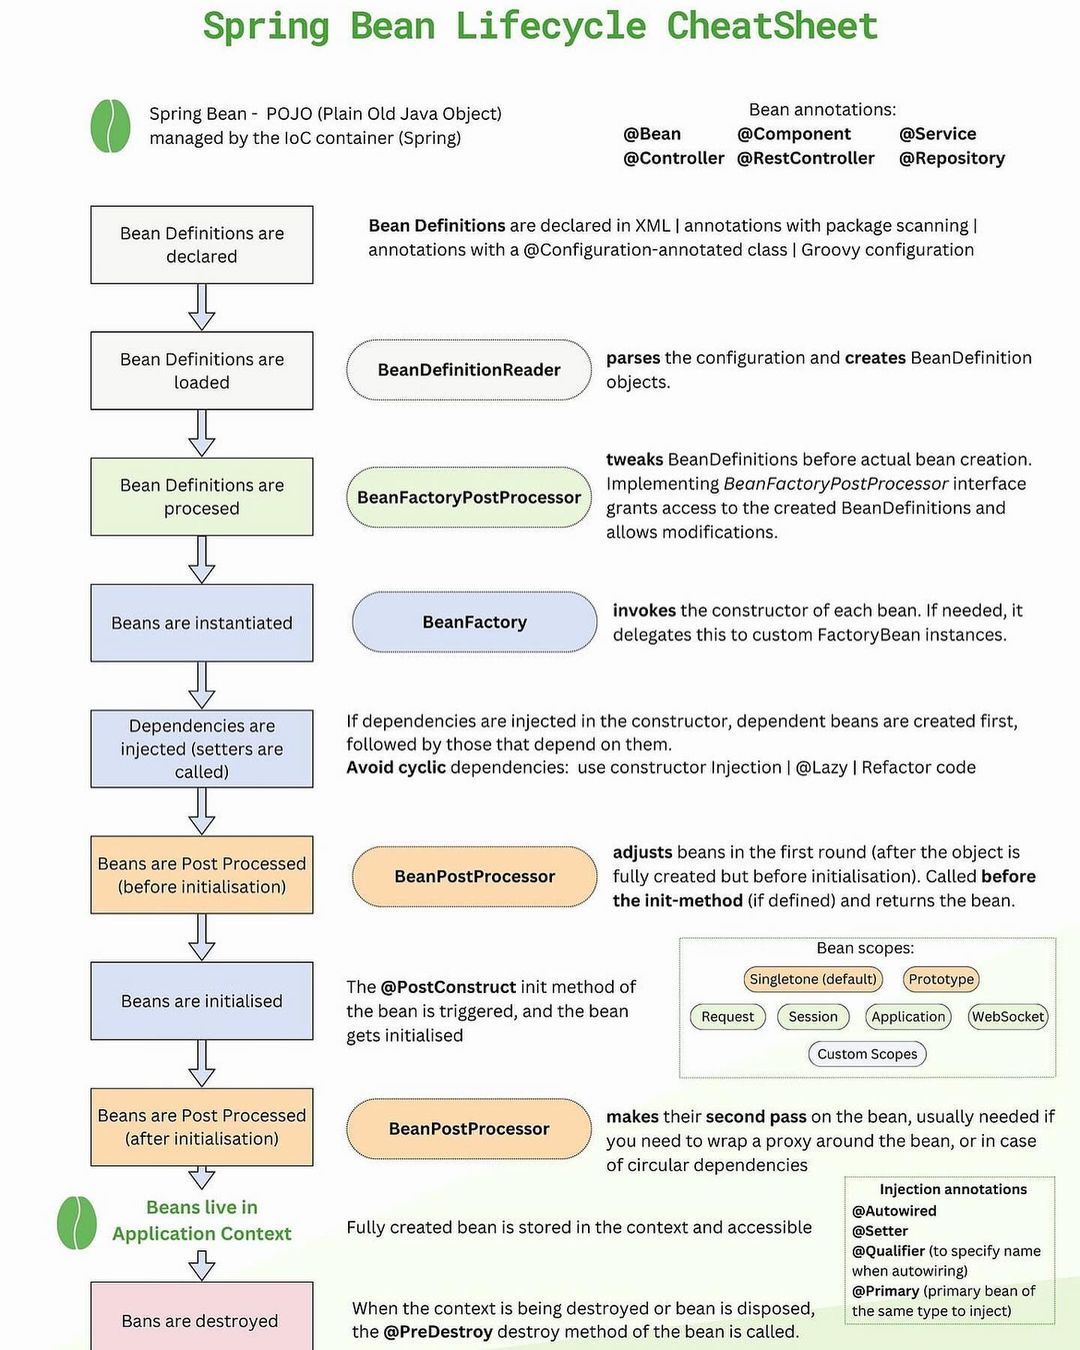 Spring Bean Lifecycle CheatSheet
Spring Bean - POJO (Plain Old Java Object)
managed by the IoC container (Spring)
Bean annotations:
@Bean @Component @Service
@Controller @RestController @Repository
Bean Definitions are
declared
Bean Definitions are declared in XML | annotations with package scanning |
annotations with a @Configuration-annotated class | Groovy configuration
Bean Definitions are
loaded
BeanDefinitionReader
parses the configuration and creates BeanDefinition
objects.
Bean Definitions are
procesed
BeanFactoryPostProcessor
tweaks BeanDefinitions before actual bean creation.
Implementing BeanFactoryPostProcessor interface
grants access to the created BeanDefinitions and
allows modifications.
Beans are instantiated
BeanFactory
invokes the constructor of each bean. If needed, it
delegates this to custom FactoryBean instances.
Dependencies are
injected (setters are
called)
If dependencies are injected in the constructor, dependent beans are created first,
followed by those that depend on them.
Avoid cyclic dependencies: use constructor Injection | @Lazy | Refactor code
Beans are Post Processed
(before initialisation)
BeanPostProcessor
adjusts beans in the first round (after the object is
fully created but before initialisation). Called before
the init-method (if defined) and returns the bean.
Beans are initialised
The @PostConstruct init method of
the bean is triggered, and the bean
gets initialised
Bean scopes:
Singletone (default) Prototype
Request Session Application WebSocket
Custom Scopes
Beans are Post Processed
(after initialisation)
BeanPostProcessor
makes their second pass on the bean, usually needed if
you need to wrap a proxy around the bean, or in case
of circular dependencies
Beans live in
Application Context
Fully created bean is stored in the context and accessible
Injection annotations
@Autowired
@Setter
@Qualifier (to specify name
when autowiring)
@Primary (primary bean of
the same type to inject)
Bans are destroyed
When the context is being destroyed or bean is disposed,
the @PreDestroy destroy method of the bean is called.